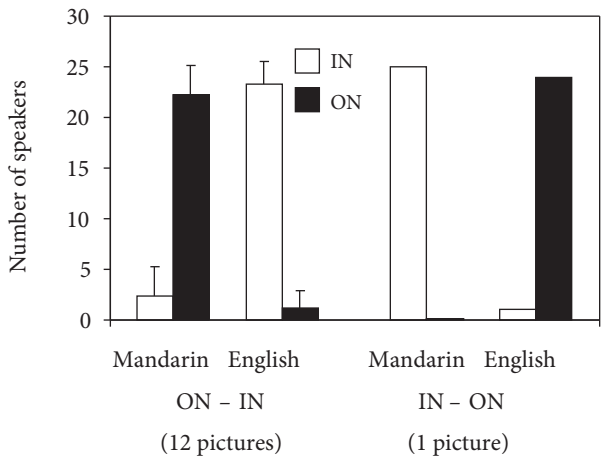 30
25
20
15
10
5
0
Number of speakers
IN
ON
Mandarin English Mandarin English
ON – IN IN – ON
(12 pictures) (1 picture)